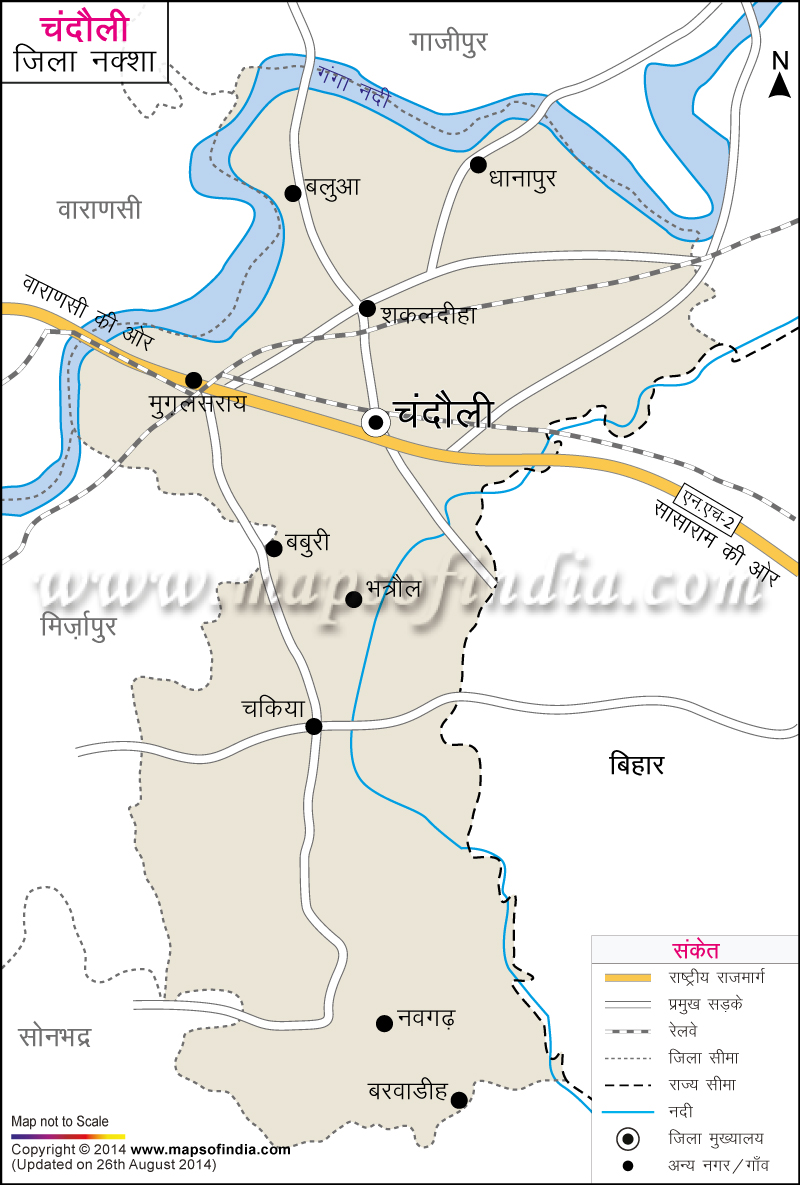 चंदौली
जिला नक्शा
गाजीपुर
N
गंगा नदी
बलुआ
धानापुर
वाराणसी
वाराणसी की ओर
शकलदीहा
मुगलसराय
चंदौली
एन.एच-2
सासाराम की ओर
बबुरी
भत्रौल
www.mapsofindia.com
मिर्ज़ापुर
चकिया
बिहार
सोनभद्र
नवगढ़
बरवाडीह
संकेत
राष्ट्रीय राजमार्ग
प्रमुख सड़के
रेलवे
जिला सीमा
राज्य सीमा
नदी
जिला मुख्यालय
अन्य नगर/गाँव
Map not to Scale
Copyright © 2014 www.mapsofindia.com
(Updated on 26th August 2014)